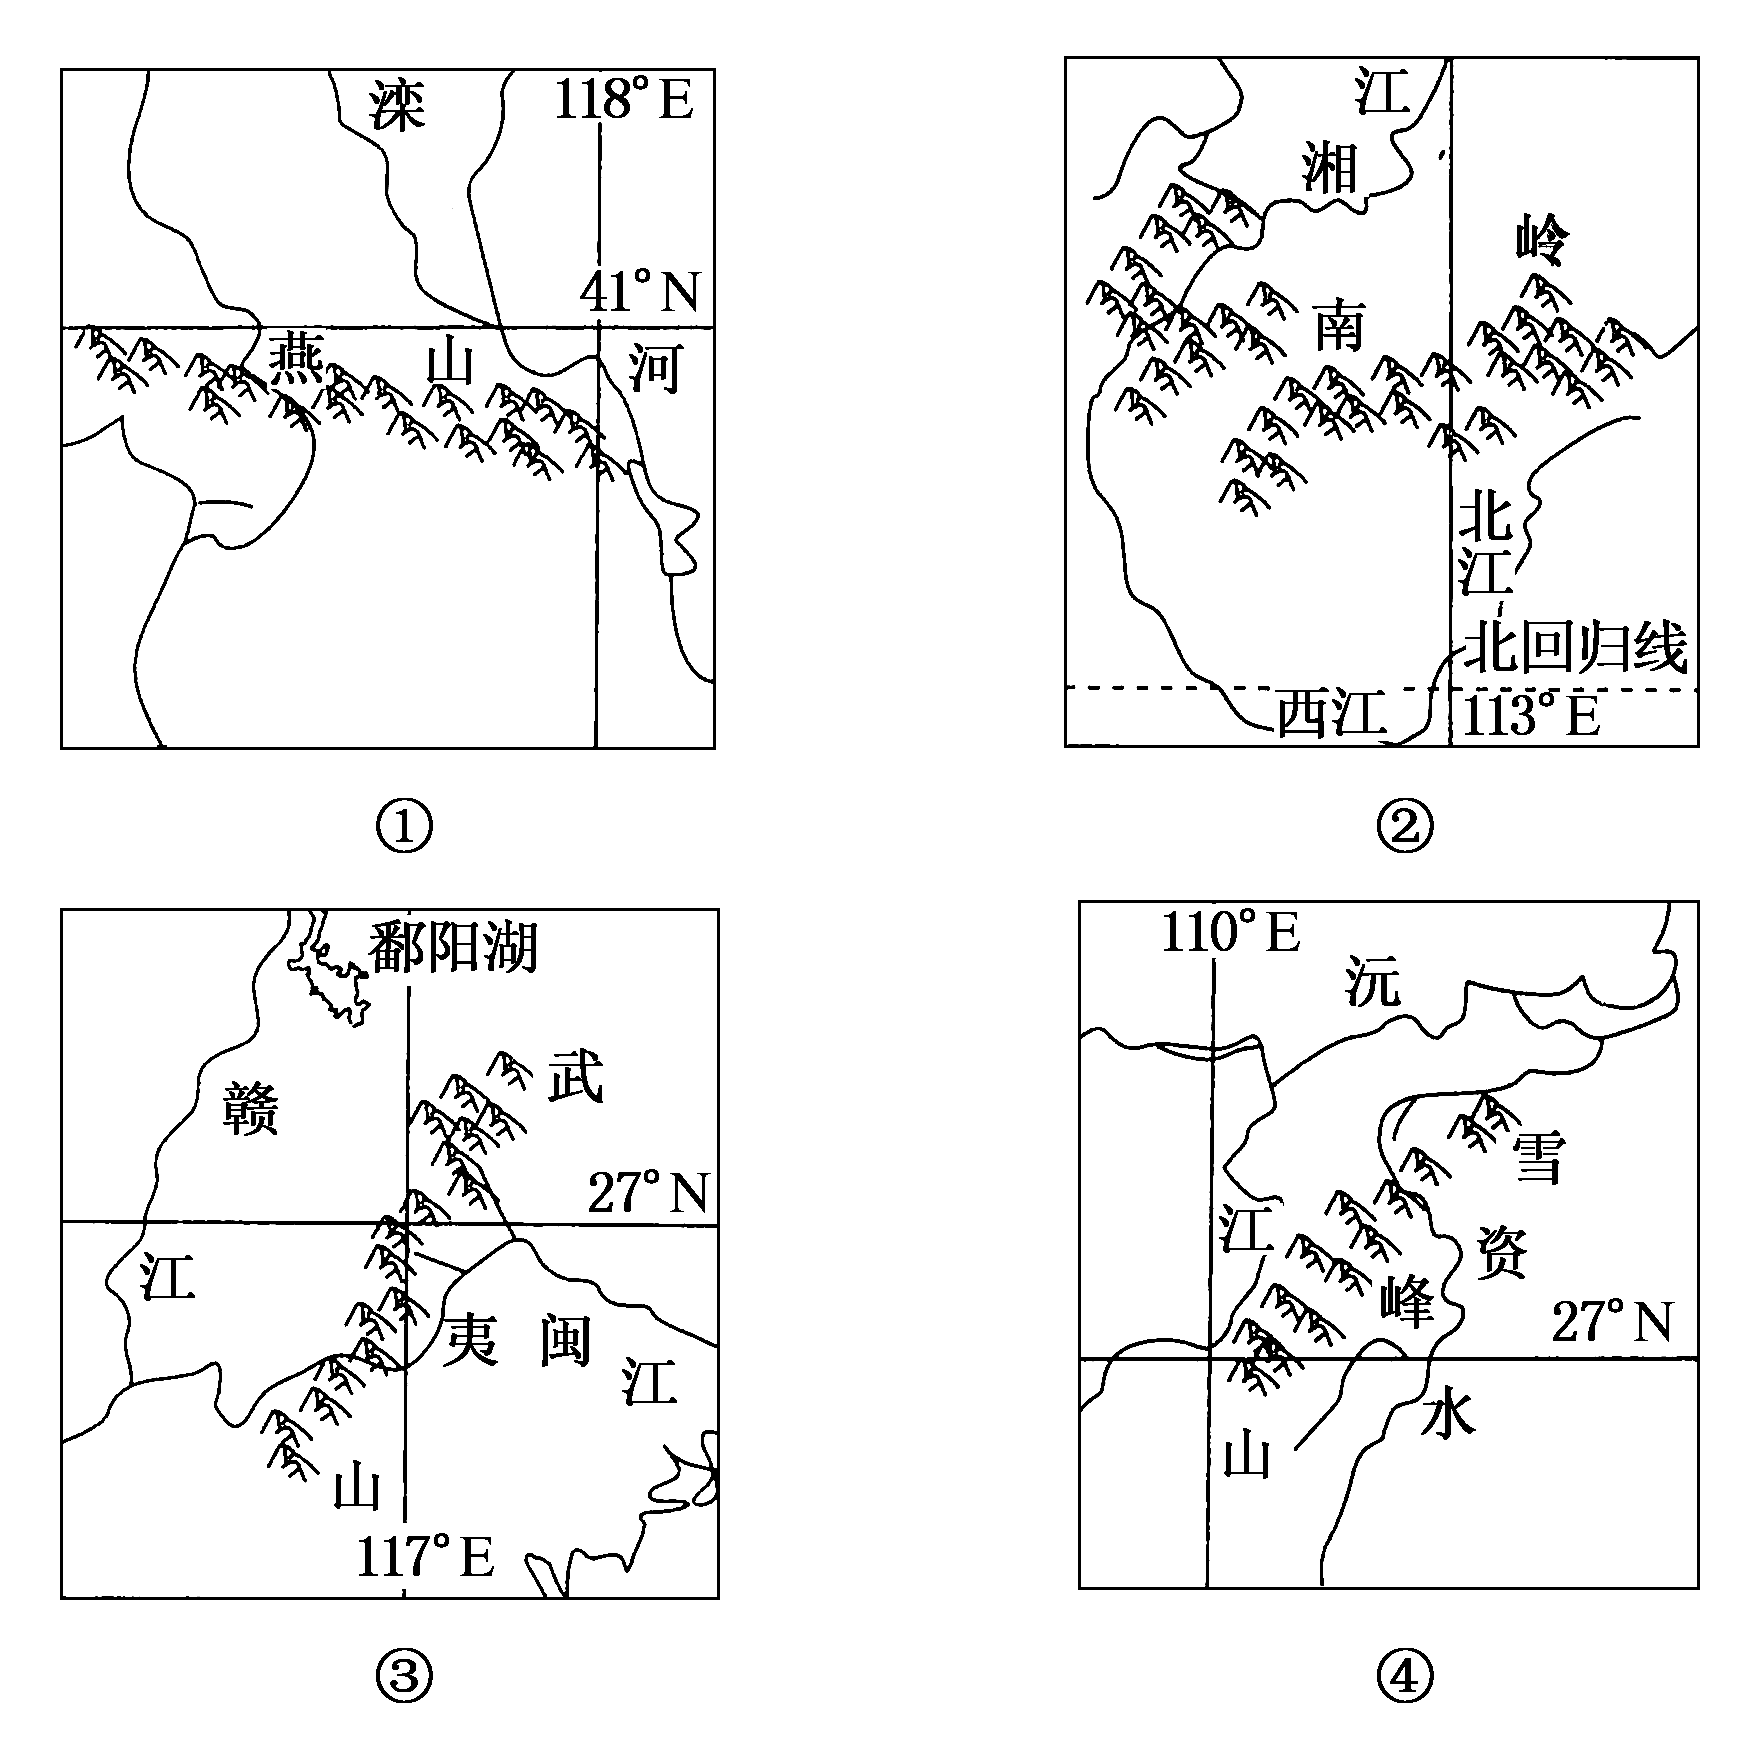 滦
118°E
41°N
燕 山 河
①
江
湘
岭
南
北
江
北回归线
西江
113°E
②
鄱阳湖
武
赣
27°N
江
夷 闽
江
山
117°E
③
110°E
沅
雪
江
资
峰
27°N
水
山
④